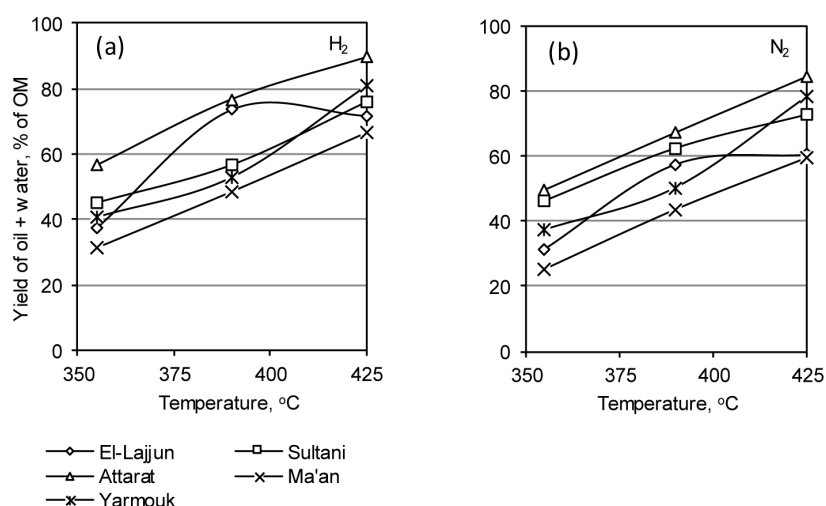 (a)
H2
Yield of oil + water, % of OM
100
80
60
40
20
0
350
375
400
425
Temperature, oC
(b)
N2
100
80
60
40
20
0
350
375
400
425
Temperature, oC
El-Lajjun
Sultani
Attarat
Ma'an
Yarmouk